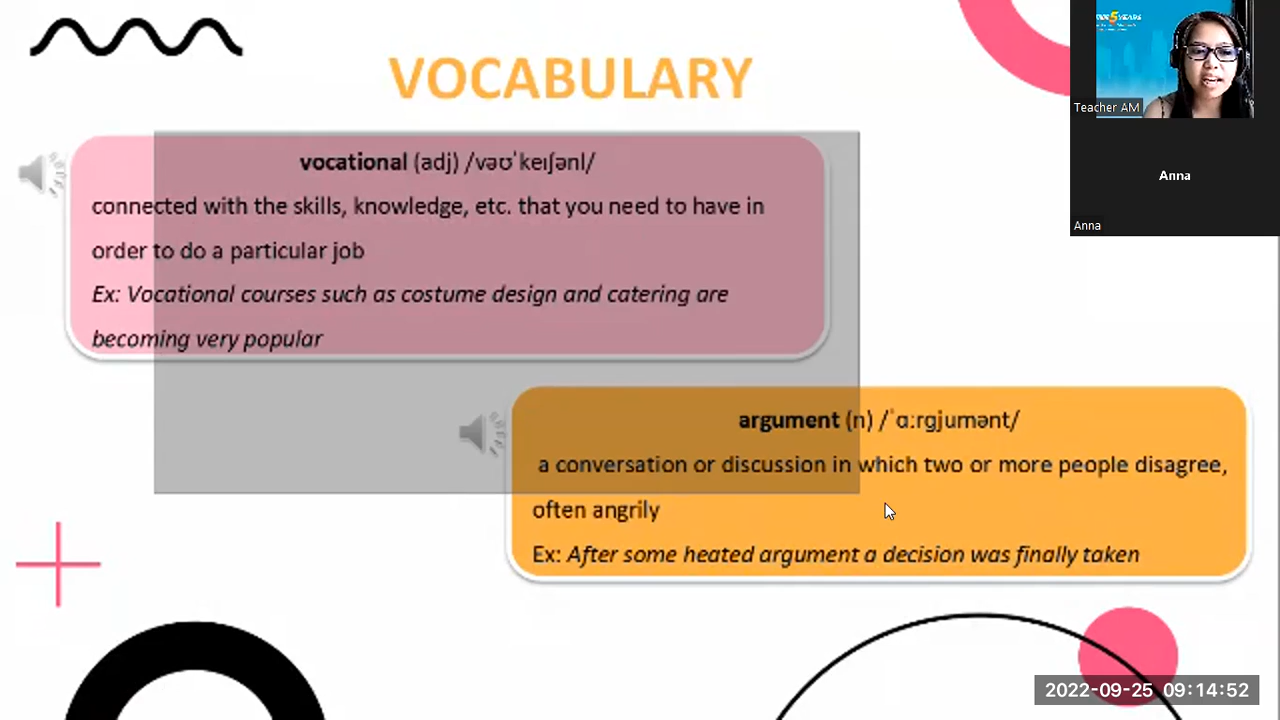 VOCABULARY
vocational (adj) /vəʊˈkeɪʃənl/
connected with the skills, knowledge, etc. that you need to have in
order to do a particular job
Ex: Vocational courses such as costume design and catering are
becoming very popular
argument (n) /ˈɑːrɡjumənt/
a conversation or discussion in which two or more people disagree,
often angrily
Ex: After some heated argument a decision was finally taken
5 YEARS
Teacher AM
Anna
Anna
2022-09-25 09:14:52